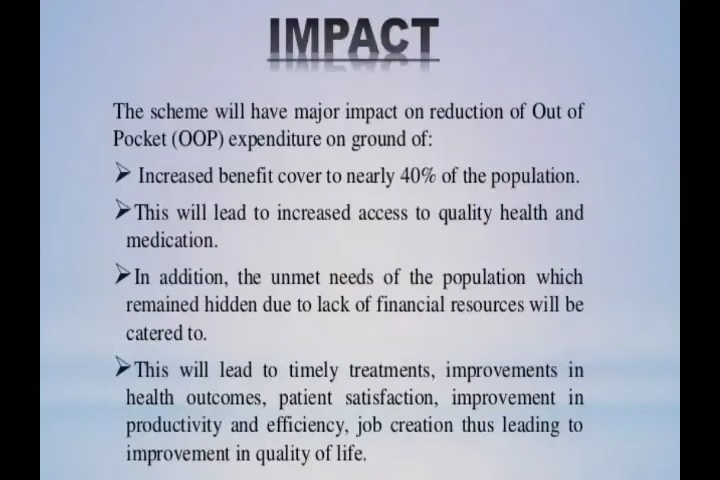 IMPACT
The scheme will have major impact on reduction of Out of
Pocket (OOP) expenditure on ground of:
➢ Increased benefit cover to nearly 40% of the population.
➢This will lead to increased access to quality health and
medication.
➢In addition, the unmet needs of the population which
remained hidden due to lack of financial resources will be
catered to.
➢This will lead to timely treatments, improvements in
health outcomes, patient satisfaction, improvement in
productivity and efficiency, job creation thus leading to
improvement in quality of life.